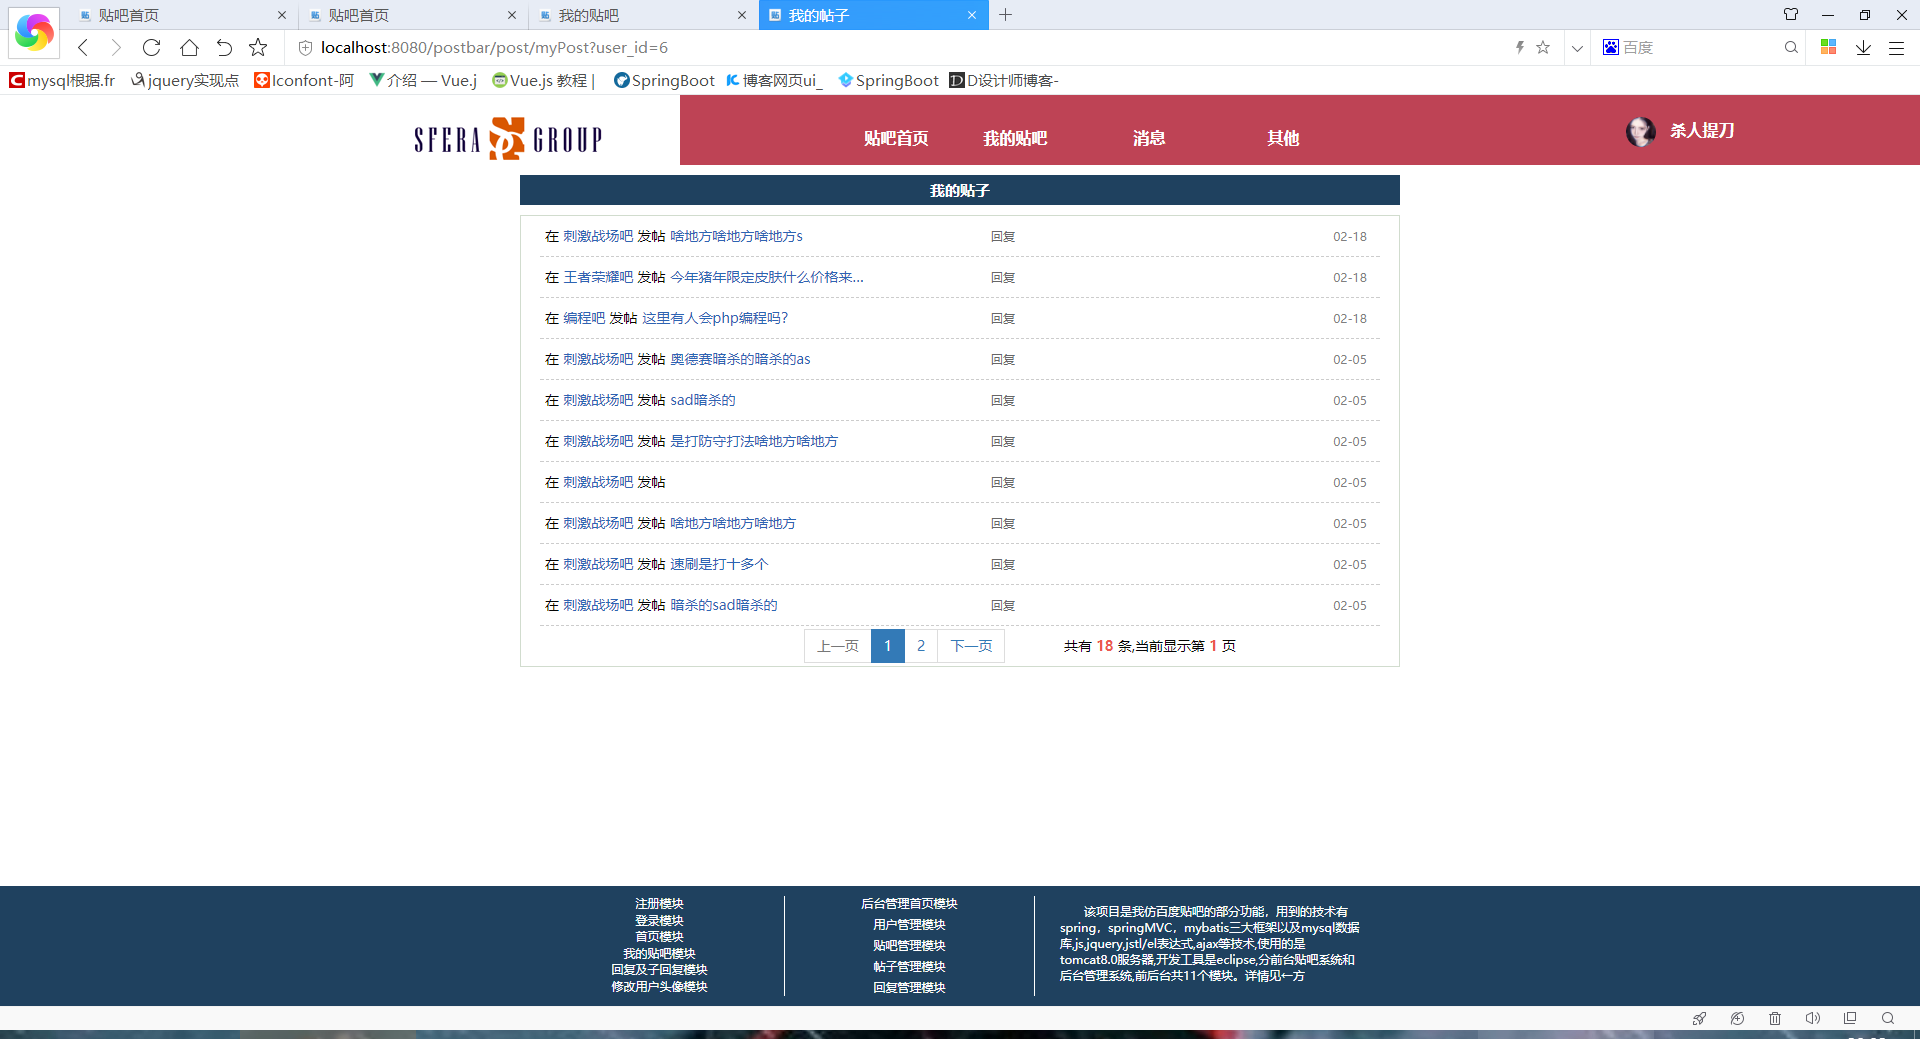 贴吧首页
贴吧首页
我的贴吧
我的帖子
localhost:8080/postbar/post/myPost?user_id=6
百度
mysql根据.fr
jquery实现点
Iconfont-阿
介绍 — Vue.j
Vue.js 教程 |
SpringBoot
博客网页ui_
SpringBoot
D设计师博客-
SFERA GROUP
贴吧首页
我的贴吧
消息
其他
杀人提刀
我的贴子
在 刺激战场吧 发帖 啥地方啥地方啥地方s 回复 02-18
在 王者荣耀吧 发帖 今年猪年限定皮肤什么价格来... 回复 02-18
在 编程吧 发帖 这里有人会php编程吗? 回复 02-18
在 刺激战场吧 发帖 奥德赛暗杀的暗杀的as 回复 02-05
在 刺激战场吧 发帖 sad暗杀的 回复 02-05
在 刺激战场吧 发帖 是打防守打法啥地方啥地方 回复 02-05
在 刺激战场吧 发帖 回复 02-05
在 刺激战场吧 发帖 啥地方啥地方啥地方 回复 02-05
在 刺激战场吧 发帖 速刷是打十多个 回复 02-05
在 刺激战场吧 发帖 暗杀的sad暗杀的 回复 02-05
上一页 1 2 下一页 共有 18 条,当前显示第 1 页
注册模块
登录模块
首页模块
我的贴吧模块
回复及子回复模块
修改用户头像模块
后台管理首页模块
用户管理模块
贴吧管理模块
帖子管理模块
回复管理模块
该项目是我仿百度贴吧的部分功能，用到的技术有
spring，springMVC，mybatis三大框架以及mysql数据
库,js,jquery,jstl/el表达式,ajax等技术,使用的是
tomcat8.0服务器,开发工具是eclipse,分前台贴吧系统和
后台管理系统,前后台共11个模块。详情见←方